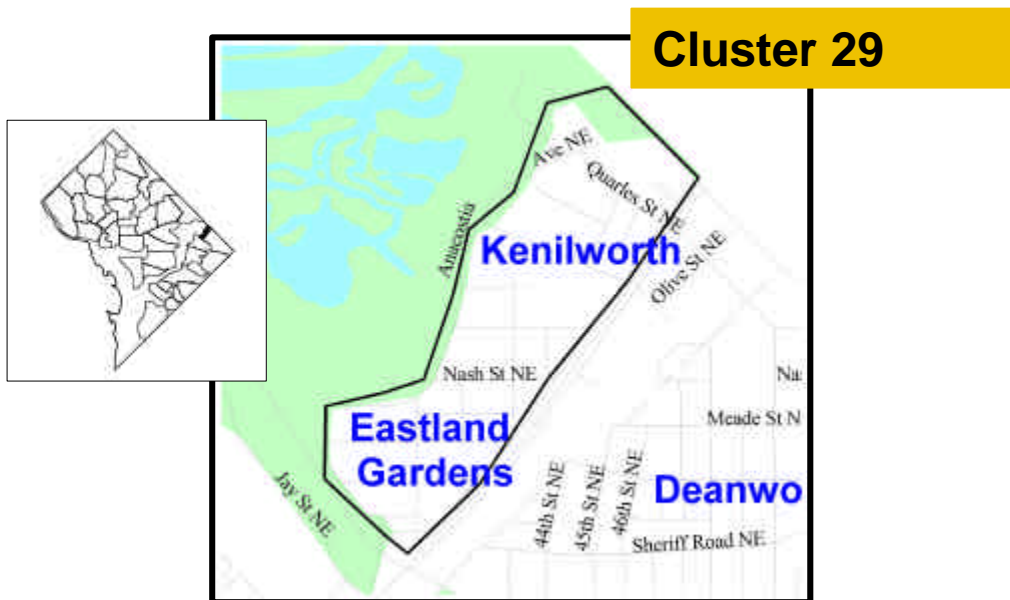 Cluster 29
Ave NE
Quarles St NE
Anacostia
Kenilworth
Olive St NE
Nash St NE
Na
Meade St N
Eastland
Gardens
Jay St NE
44th St NE
45th St NE
46th St NE
Deanwo
Sheriff Road NE